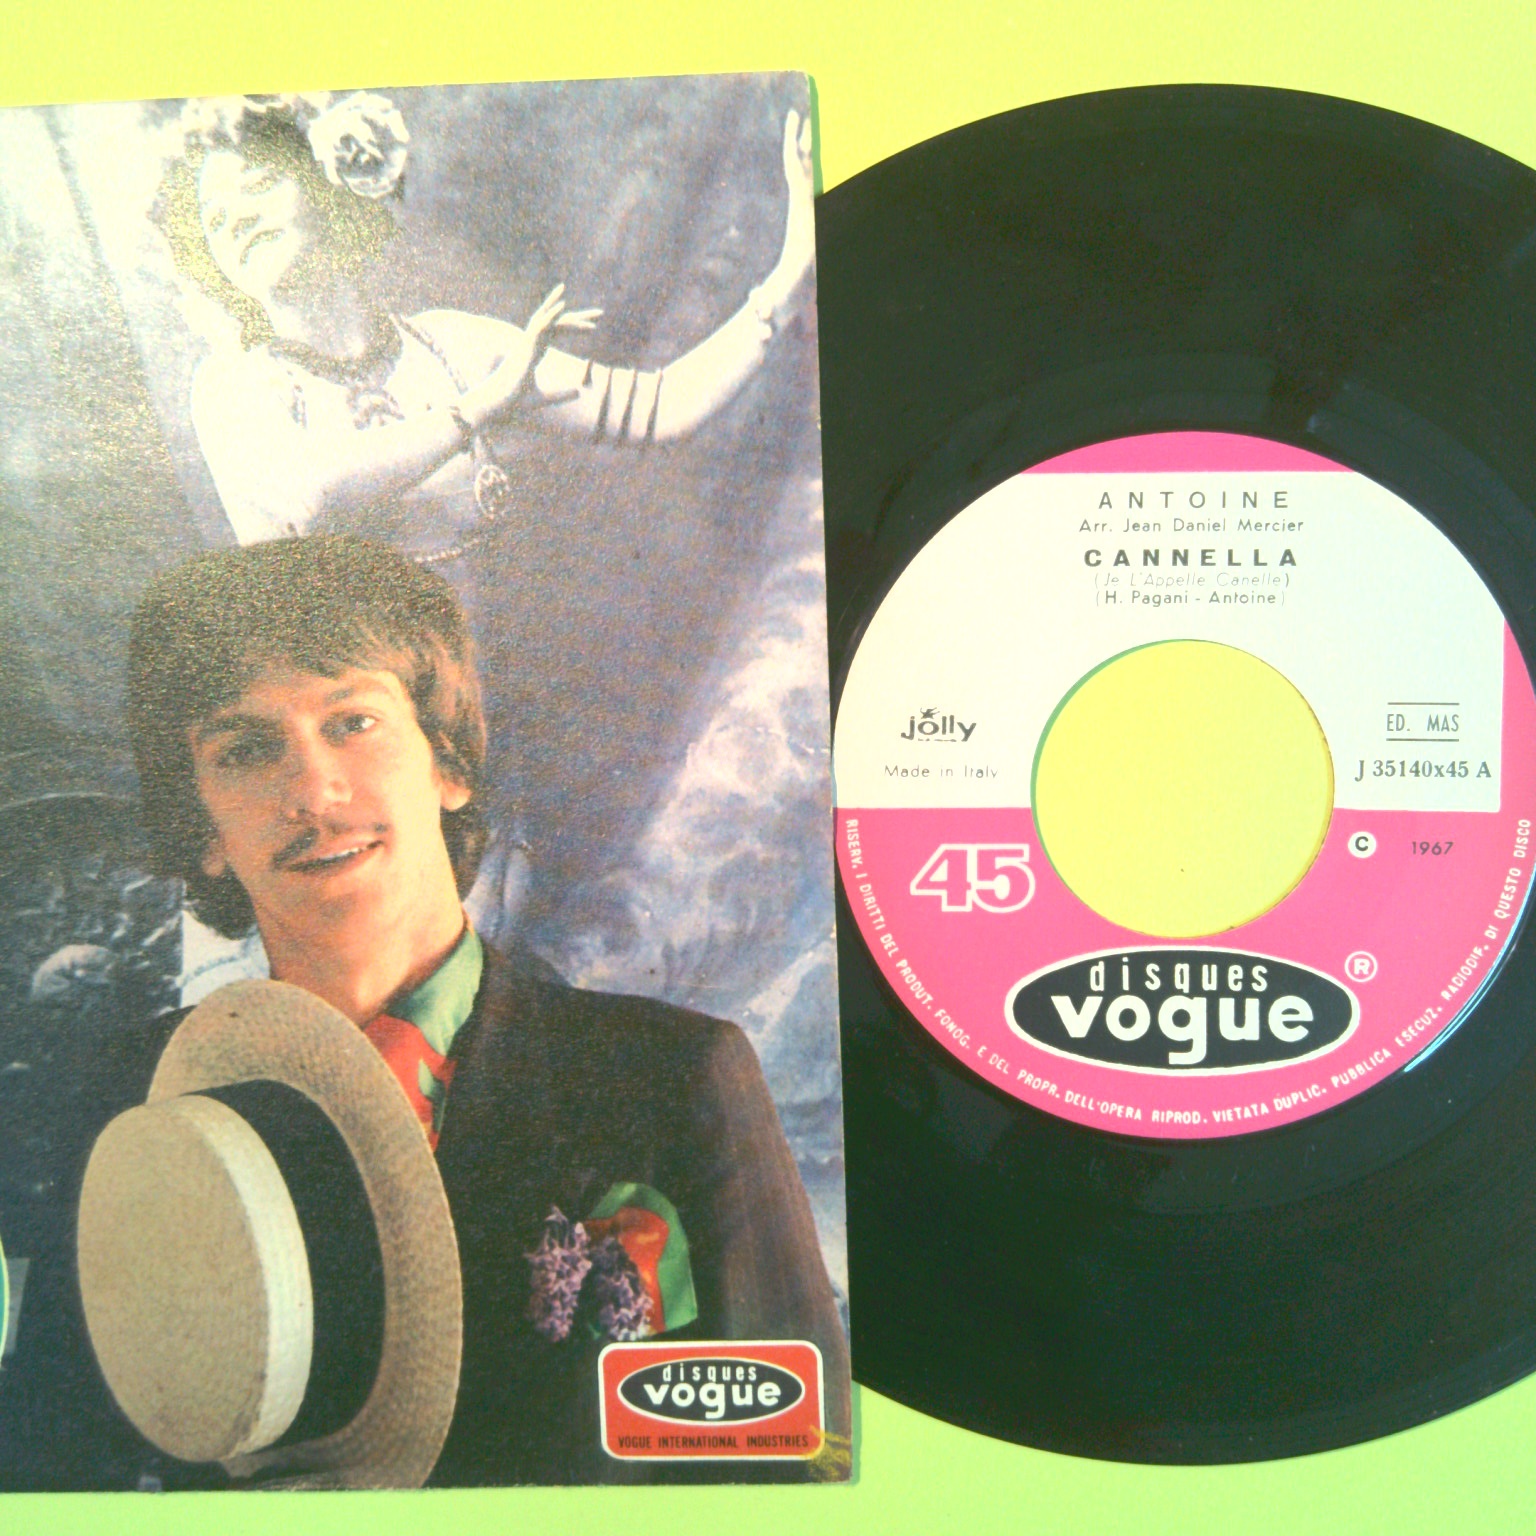 disques
vogue
VOGUE INTERNATIONAL INDUSTRIES
ANTOINE
Arr. Jean Daniel Mercier
CANNELLA
(Je L'Appelle Canelle)
(H. Pagani - Antoine)
jolly
Made in Italy
ED. MAS
J 35140x45 A
45
C 1967
disques
vogue
R
RISERV. I DIRITTI DEL PRODUT. FONOG. E DEL PROPR. DELL'OPERA RIPROD. VIETATA DUPLIC. PUBBLICA ESECUZ. RADIODIF. DI QUESTO DISCO